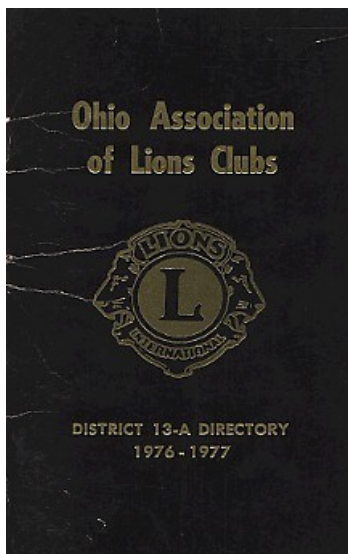 Ohio Association
of Lions Clubs
LIONS
L
INTERNATIONAL
DISTRICT 13-A DIRECTORY
1976-1977